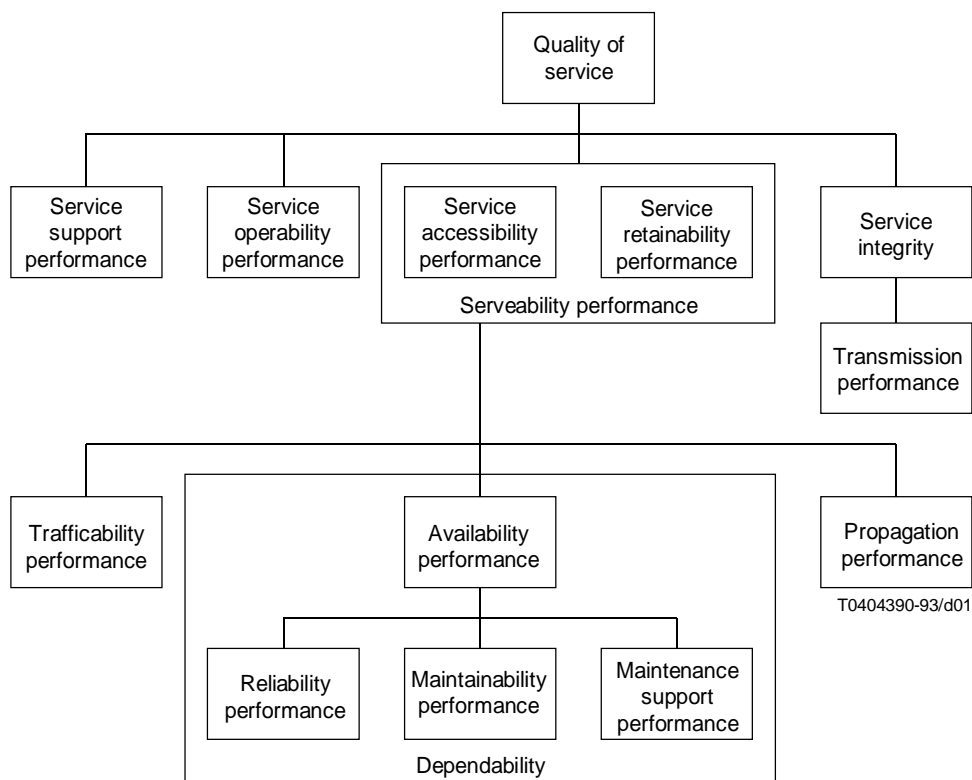 Quality of
service
Service
support
performance
Service
operability
performance
Service
accessibility
performance
Service
retainability
performance
Service
integrity
Serveability performance
Transmission
performance
Trafficability
performance
Availability
performance
Propagation
performance
T0404390-93/d01
Reliability
performance
Maintainability
performance
Maintenance
support
performance
Dependability